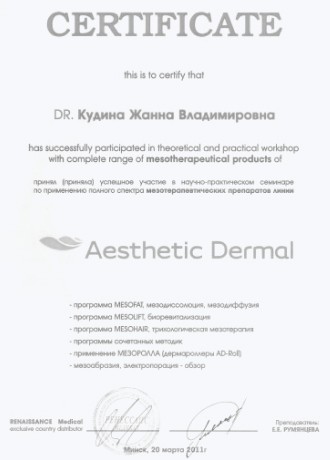 CERTIFICATE
this is to certify that
DR. Кудина Жанна Владимировна
has successfully participated in theoretical and practical workshop
with complete range of mesotherapeutical products of
принял (приняла) успешное участие в научно-практическом семинаре
по применению полного спектра мезотерапевтических препаратов линии
Aesthetic Dermal
- программа MESOFAT, мезодиссолюция, мезодиффузия
- программа MESOLIFT, биоревитализация
- программа MESOHAIR, трихологическая мезотерапия
- программы сочетанных методик
- применение МЕЗОРОЛЛА (дермароллеры AD-Roll)
- мезоабразия, электропорация - обзор
RENAISSANCE Medical
exclusive country distributor
Преподаватель:
Е.Е. РУМЯНЦЕВА
Минск, 20 марта 2011г